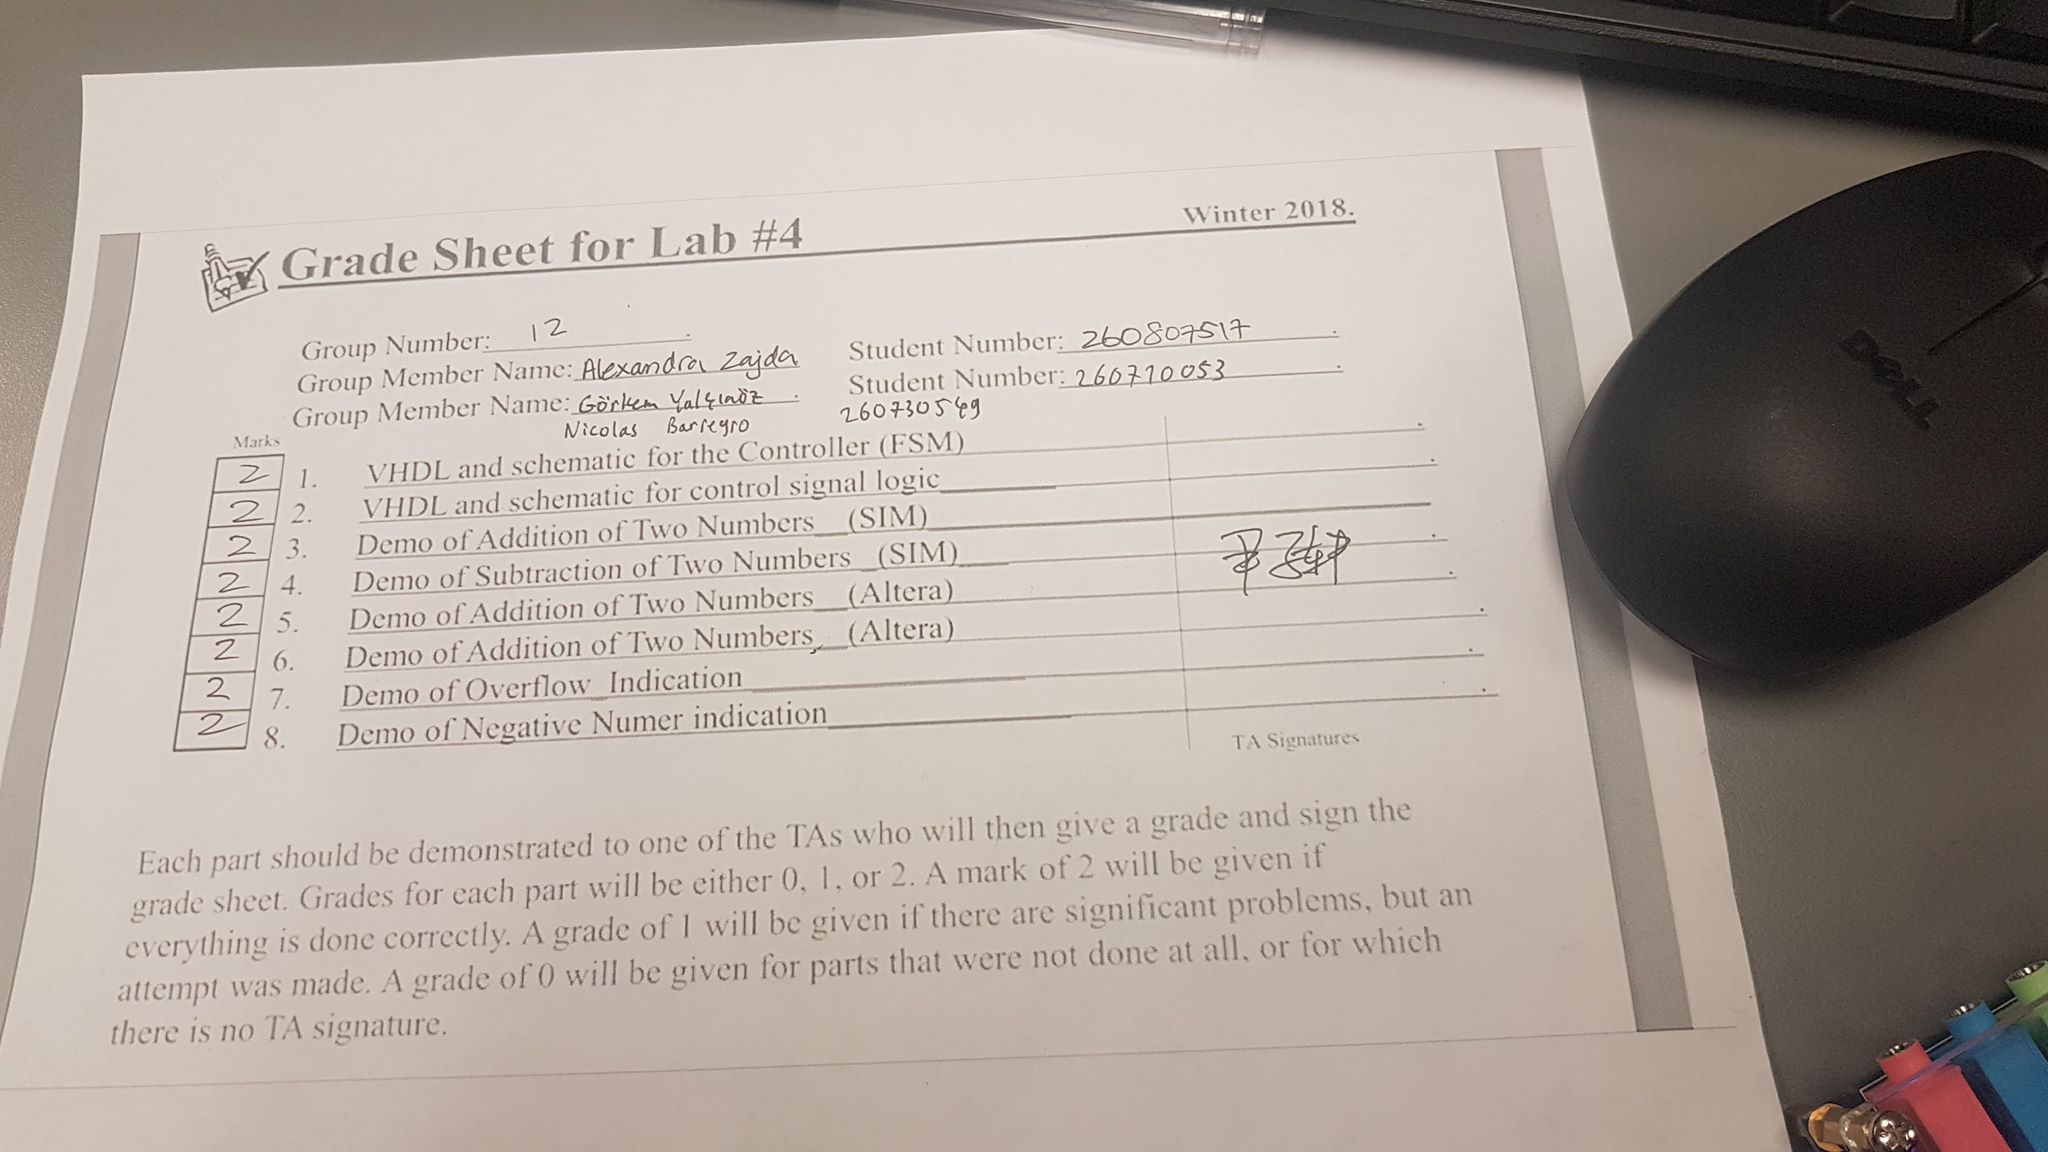 Grade Sheet for Lab #4
Winter 2018.
Group Number: 12
Student Number: 260807517
Group Member Name: Alexandra Zajda
Student Number: 260710053
Group Member Name: Görkem Yalçınöz
Nicolas Barreyro
260730549
Marks
2 1. VHDL and schematic for the Controller (FSM)
2 2. VHDL and schematic for control signal logic
2 3. Demo of Addition of Two Numbers (SIM)
2 4. Demo of Subtraction of Two Numbers (SIM)
2 5. Demo of Addition of Two Numbers (Altera)
2 6. Demo of Addition of Two Numbers (Altera)
2 7. Demo of Overflow Indication
2 8. Demo of Negative Numer indication
TA Signatures
Each part should be demonstrated to one of the TAs who will then give a grade and sign the
grade sheet. Grades for each part will be either 0, 1, or 2. A mark of 2 will be given if
everything is done correctly. A grade of 1 will be given if there are significant problems, but an
attempt was made. A grade of 0 will be given for parts that were not done at all, or for which
there is no TA signature.
DELL